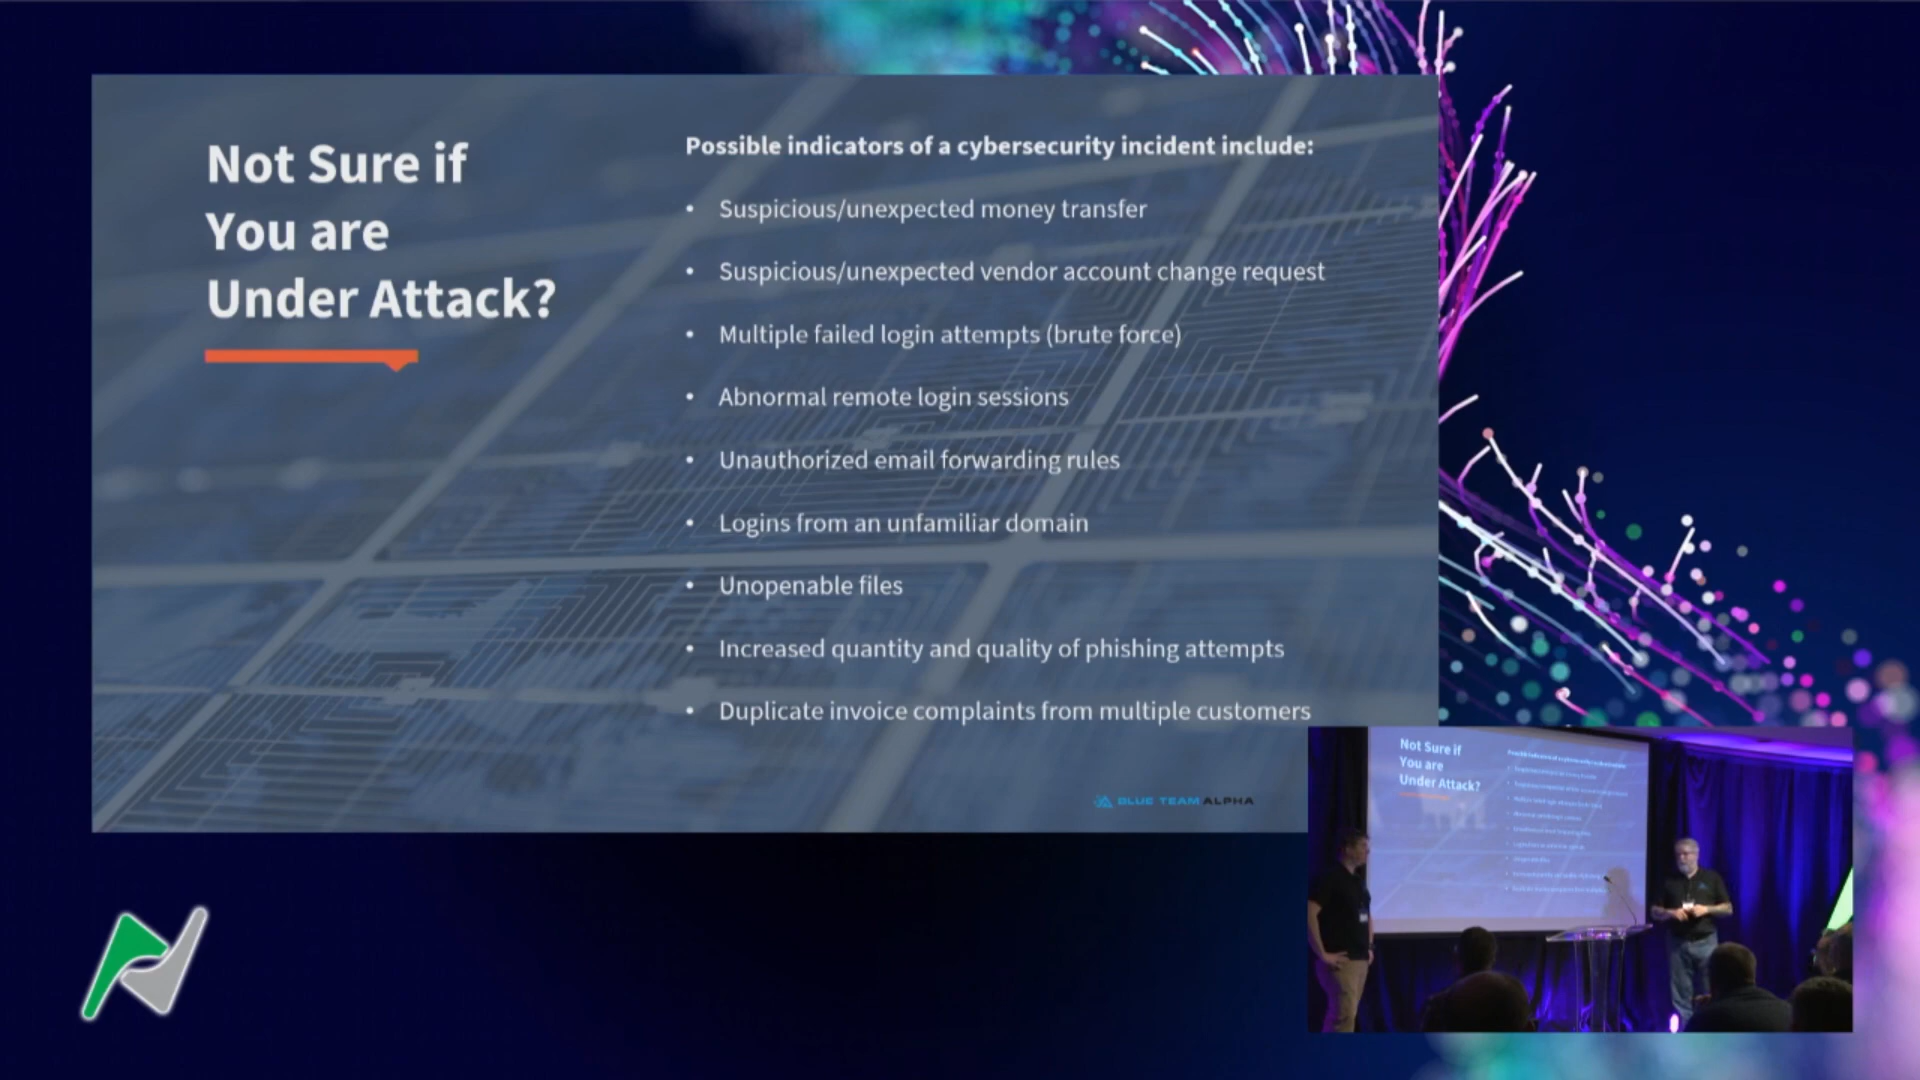 Not Sure if
You are
Under Attack?
Possible indicators of a cybersecurity incident include:
• Suspicious/unexpected money transfer
• Suspicious/unexpected vendor account change request
• Multiple failed login attempts (brute force)
• Abnormal remote login sessions
• Unauthorized email forwarding rules
• Logins from an unfamiliar domain
• Unopenable files
• Increased quantity and quality of phishing attempts
• Duplicate invoice complaints from multiple customers
BLUE TEAM ALPHA
Not Sure if
You are
Under Attack?